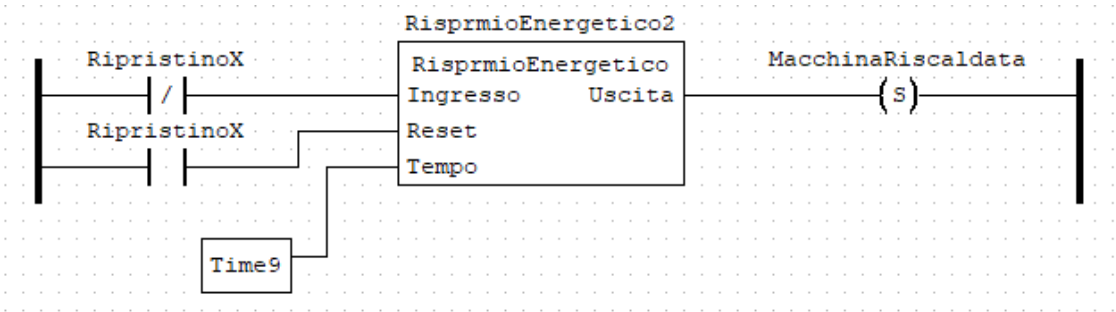 RisprmioEnergetico2
RipristinoX
RisprmioEnergetico
MacchinaRiscaldata
/
Ingresso Uscita
S
RipristinoX
Reset
Tempo
Time9